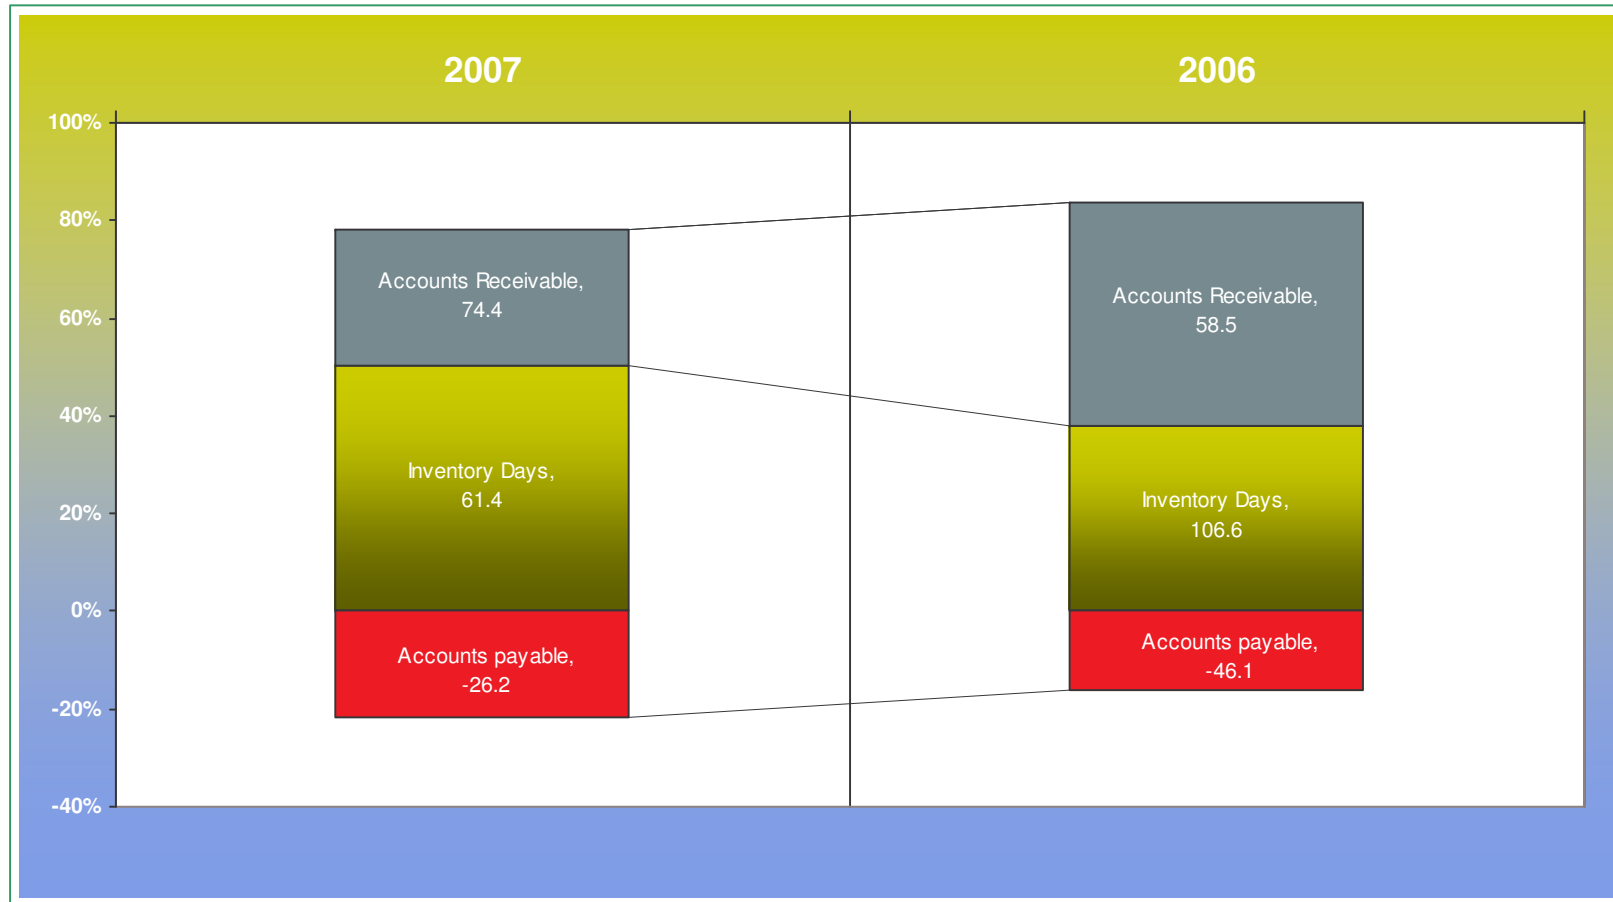 2007
2006
100%
80%
60%
40%
20%
0%
-20%
-40%
Accounts Receivable,
74.4
Inventory Days,
61.4
Accounts payable,
-26.2
Accounts Receivable,
58.5
Inventory Days,
106.6
Accounts payable,
-46.1